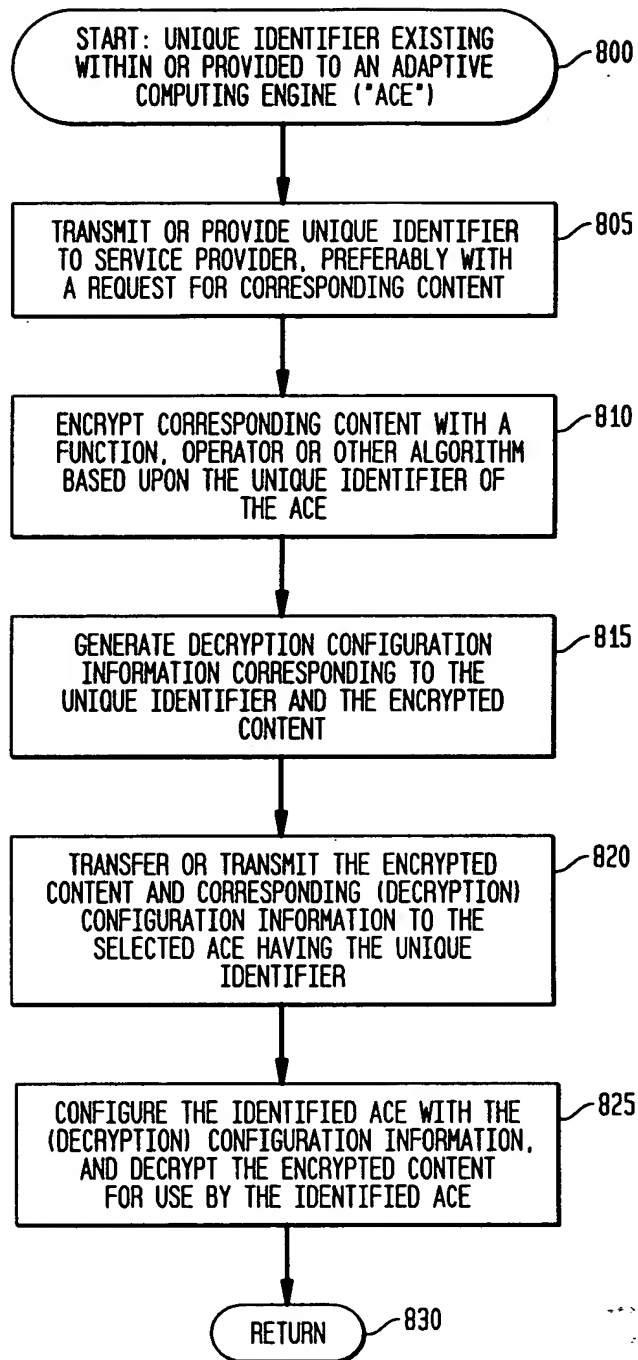 START: UNIQUE IDENTIFIER EXISTING
WITHIN OR PROVIDED TO AN ADAPTIVE
COMPUTING ENGINE ("ACE")
800
TRANSMIT OR PROVIDE UNIQUE IDENTIFIER
TO SERVICE PROVIDER, PREFERABLY WITH
A REQUEST FOR CORRESPONDING CONTENT
805
ENCRYPT CORRESPONDING CONTENT WITH A
FUNCTION, OPERATOR OR OTHER ALGORITHM
BASED UPON THE UNIQUE IDENTIFIER OF
THE ACE
810
GENERATE DECRYPTION CONFIGURATION
INFORMATION CORRESPONDING TO THE
UNIQUE IDENTIFIER AND THE ENCRYPTED
CONTENT
815
TRANSFER OR TRANSMIT THE ENCRYPTED
CONTENT AND CORRESPONDING (DECRYPTION)
CONFIGURATION INFORMATION TO THE
SELECTED ACE HAVING THE UNIQUE
IDENTIFIER
820
CONFIGURE THE IDENTIFIED ACE WITH THE
(DECRYPTION) CONFIGURATION INFORMATION,
AND DECRYPT THE ENCRYPTED CONTENT
FOR USE BY THE IDENTIFIED ACE
825
RETURN
830